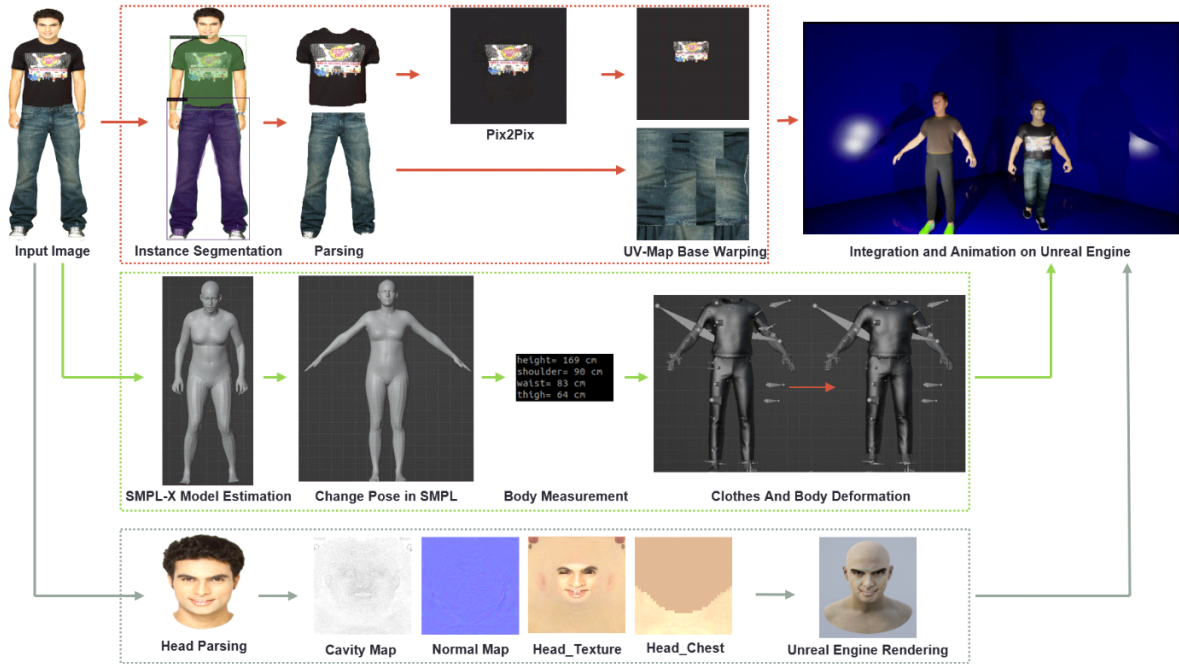 Pix2Pix
Input Image
Instance Segmentation
Parsing
UV-Map Base Warping
Integration and Animation on Unreal Engine
height= 169 cm
shoulder= 90 cm
waist= 83 cm
thigh= 64 cm
SMPL-X Model Estimation
Change Pose in SMPL
Body Measurement
Clothes And Body Deformation
Head Parsing
Cavity Map
Normal Map
Head_Texture
Head_Chest
Unreal Engine Rendering